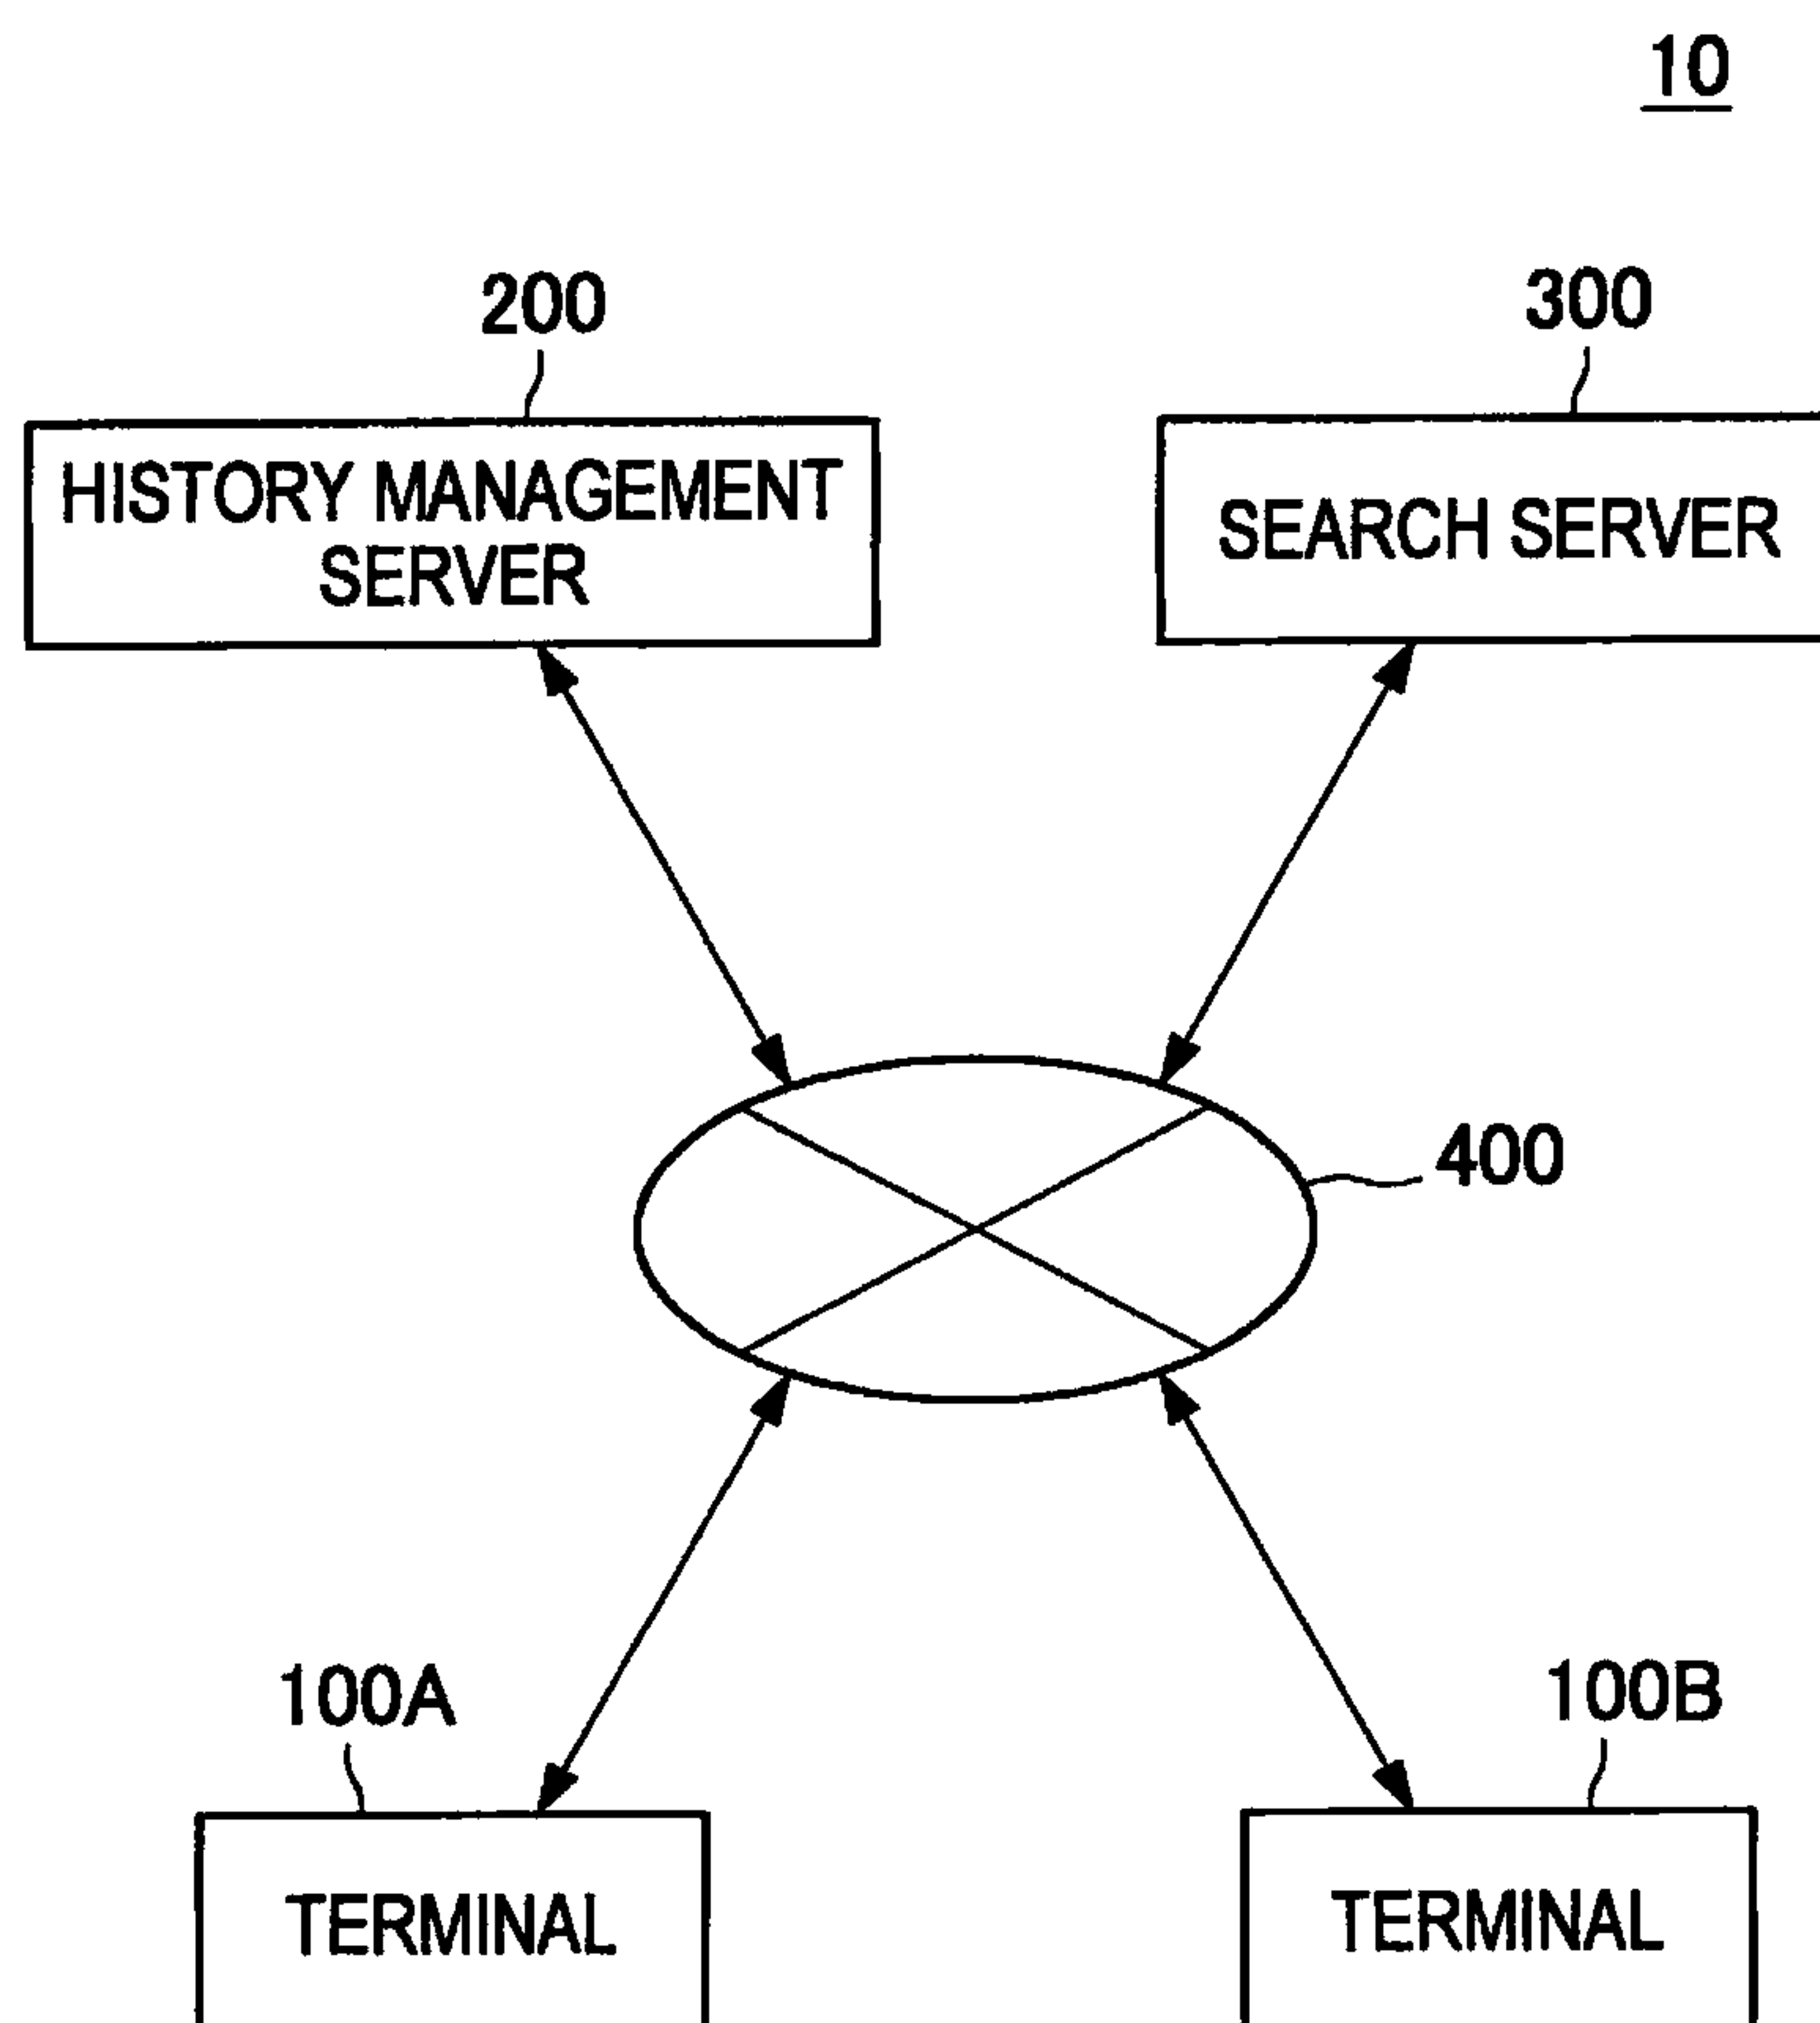 10
200
300
HISTORY MANAGEMENT
SERVER
SEARCH SERVER
400
100A
100B
TERMINAL
TERMINAL